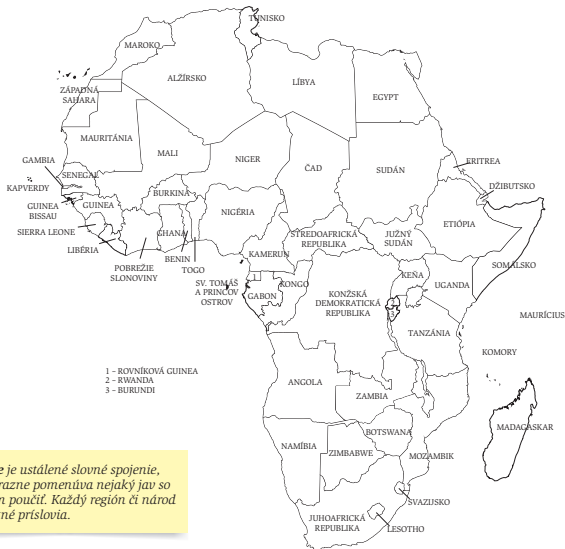 TUNISKO
MAROKO
ALŽÍRSKO
LÍBYA
EGYPT
ZÁPADNÁ
SAHARA
MAURITÁNIA
MALI
NIGER
ČAD
SUDÁN
ERITREA
GAMBIA
SENEGAL
KAPVERDY
DŽIBUTSKO
BURKINA
GUINEA
BISSAU
GUINEA
NIGÉRIA
ETIÓPIA
SIERRA LEONE
GHANA
STREDOAFRICKÁ
REPUBLIKA
JUŽNÝ
SUDÁN
LIBÉRIA
BENIN
TOGO
POBREŽIE
SLONOVINY
KAMERUN
SOMÁLSKO
KEŇA
UGANDA
SV. TOMÁŠ
A PRINCOV
OSTROV
1
GABON
KONGO
KONŽSKÁ
DEMOKRATICKÁ
REPUBLIKA
2
3
MAURÍCIUS
TANZÁNIA
KOMORY
1 – ROVNÍKOVÁ GUINEA
2 – RWANDA
3 – BURUNDI
ANGOLA
ZAMBIA
MADAGASKAR
BOTSWANA
NAMÍBIA
ZIMBABWE
MOZAMBIK
SVAZIJSKO
JUHOAFRICKÁ
REPUBLIKA
LESOTHO
e je ustálené slovné spojenie,
razne pomenúva nejaký jav so
n poučiť. Každý región či národ
né príslovia.